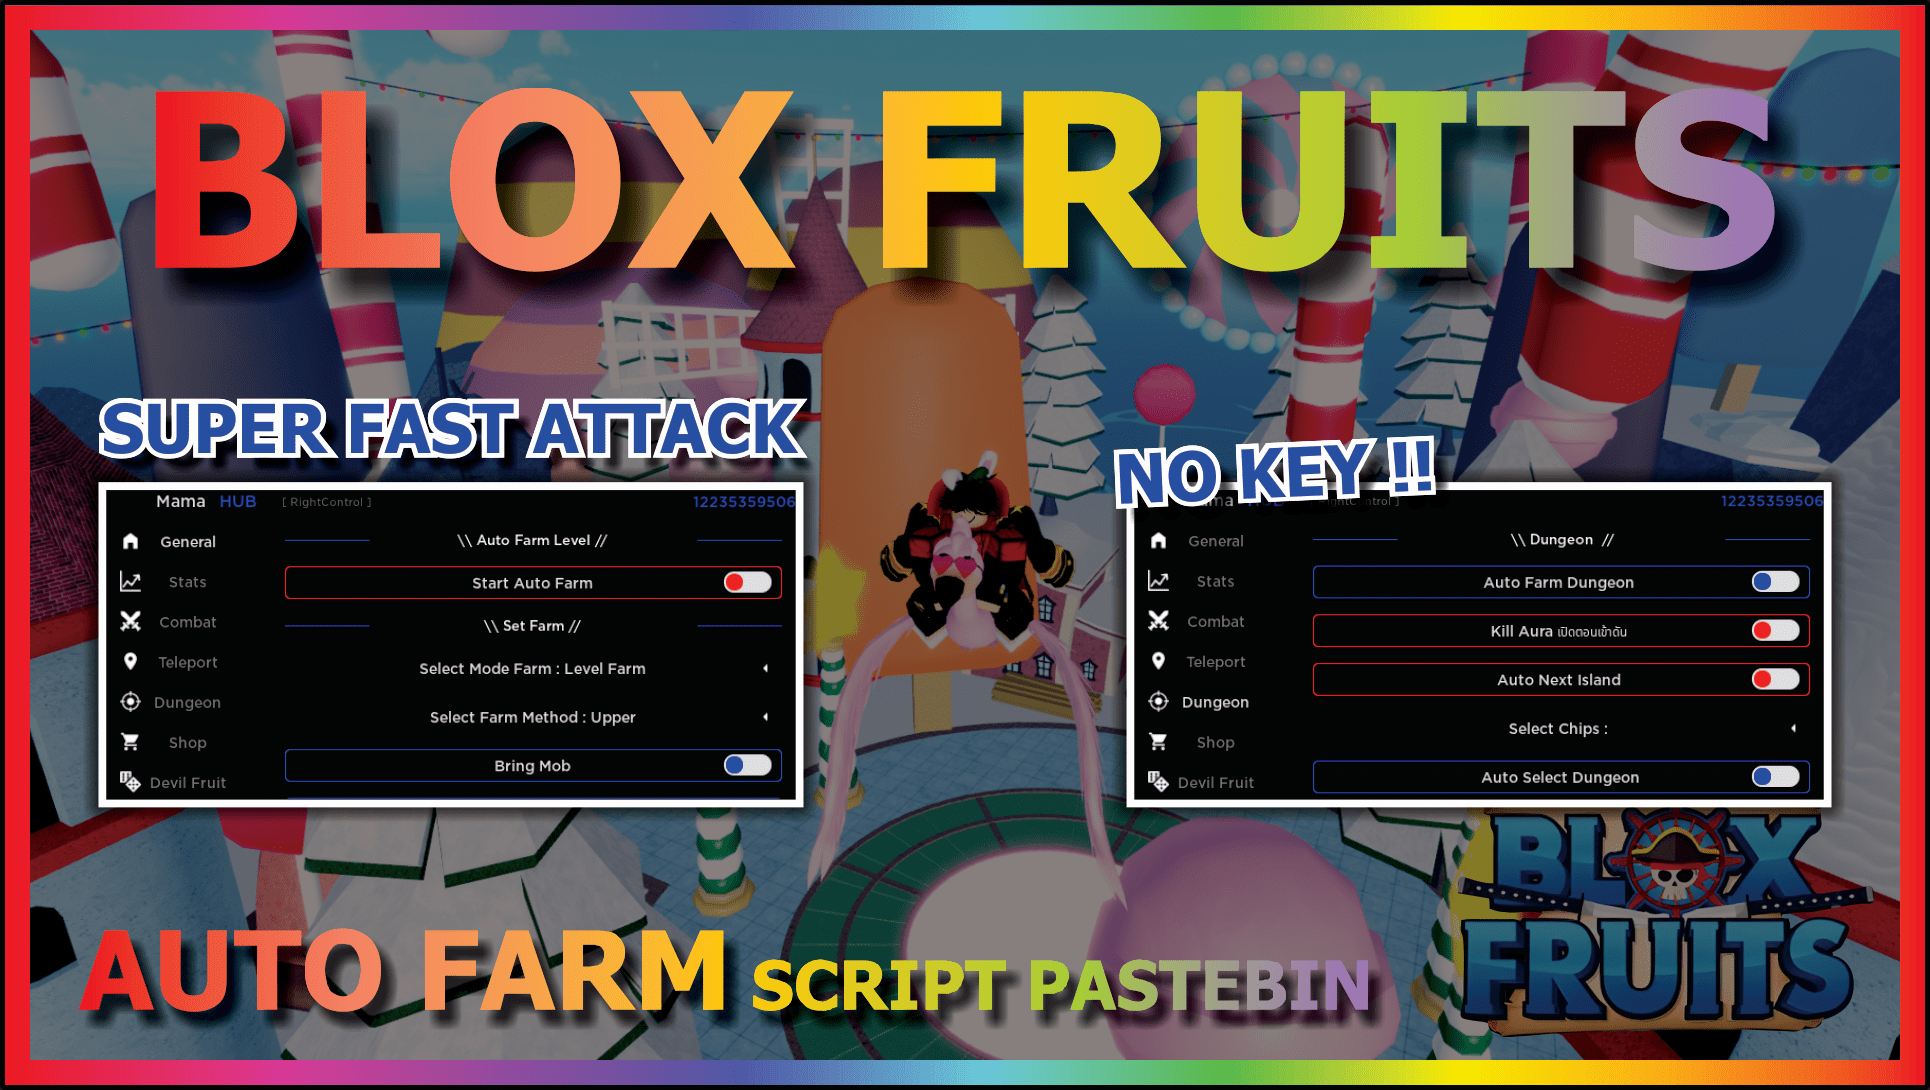 BLOX FRUITS
SUPER FAST ATTACK
Mama HUB [ RightControl ] 12235359506
General
Stats
Combat
Teleport
Dungeon
Shop
Devil Fruit
\\ Auto Farm Level //
Start Auto Farm
\\ Set Farm //
Select Mode Farm : Level Farm
Select Farm Method : Upper
Bring Mob
NO KEY !!
12235359506
General
Stats
Combat
Teleport
Dungeon
Shop
Devil Fruit
\\ Dungeon //
Auto Farm Dungeon
Kill Aura เปิดตอนเข้าดัน
Auto Next Island
Select Chips :
Auto Select Dungeon
AUTO FARM SCRIPT PASTEBIN
BLOX
FRUITS